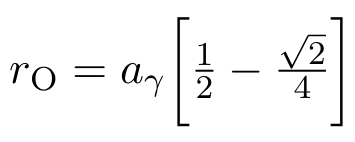 r_O = a_γ[1/2 − √2/4]